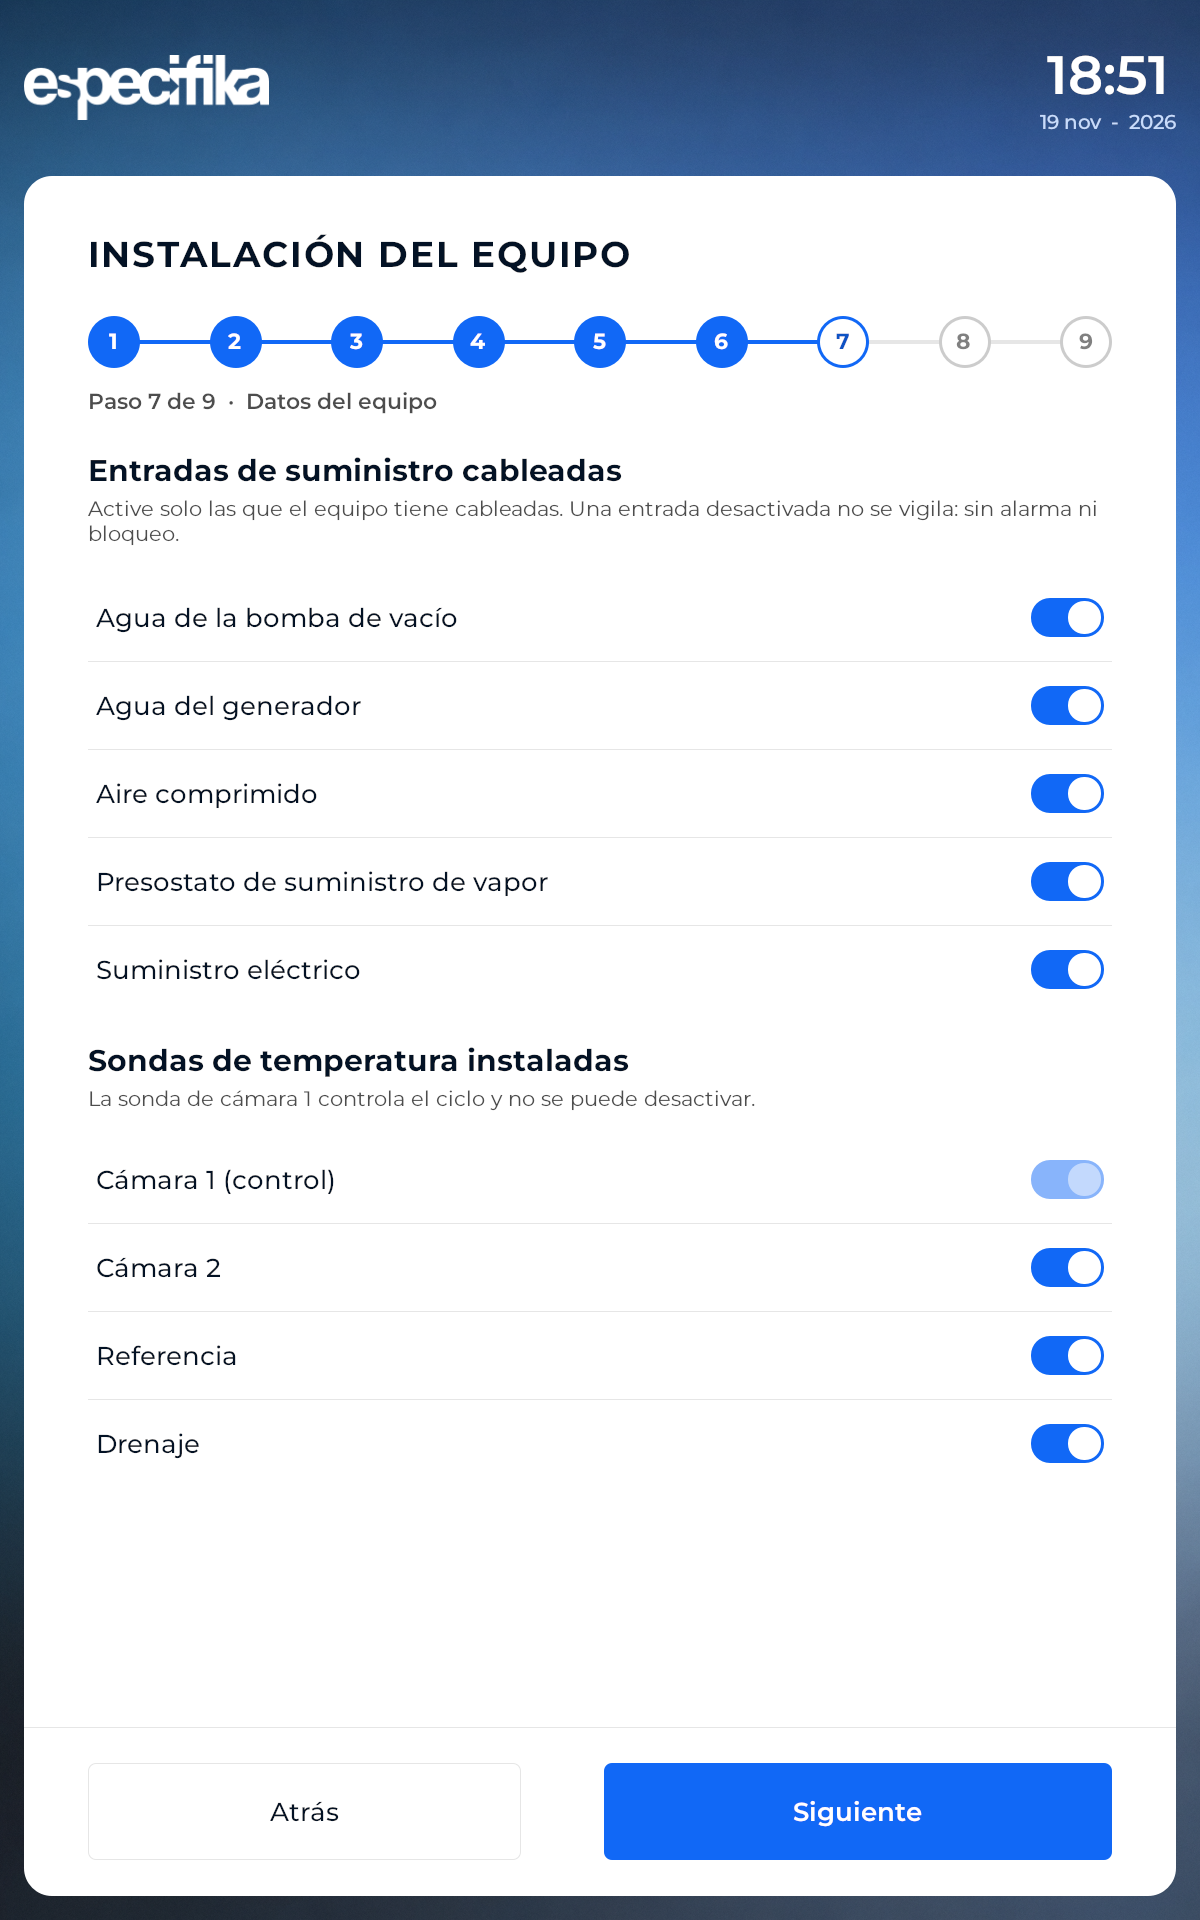 especifika
18:51
19 nov - 2026
INSTALACIÓN DEL EQUIPO
1 2 3 4 5 6 7 8 9
Paso 7 de 9 · Datos del equipo
Entradas de suministro cableadas
Active solo las que el equipo tiene cableadas. Una entrada desactivada no se vigila: sin alarma ni
bloqueo.
Agua de la bomba de vacío
Agua del generador
Aire comprimido
Presostato de suministro de vapor
Suministro eléctrico
Sondas de temperatura instaladas
La sonda de cámara 1 controla el ciclo y no se puede desactivar.
Cámara 1 (control)
Cámara 2
Referencia
Drenaje
Atrás
Siguiente